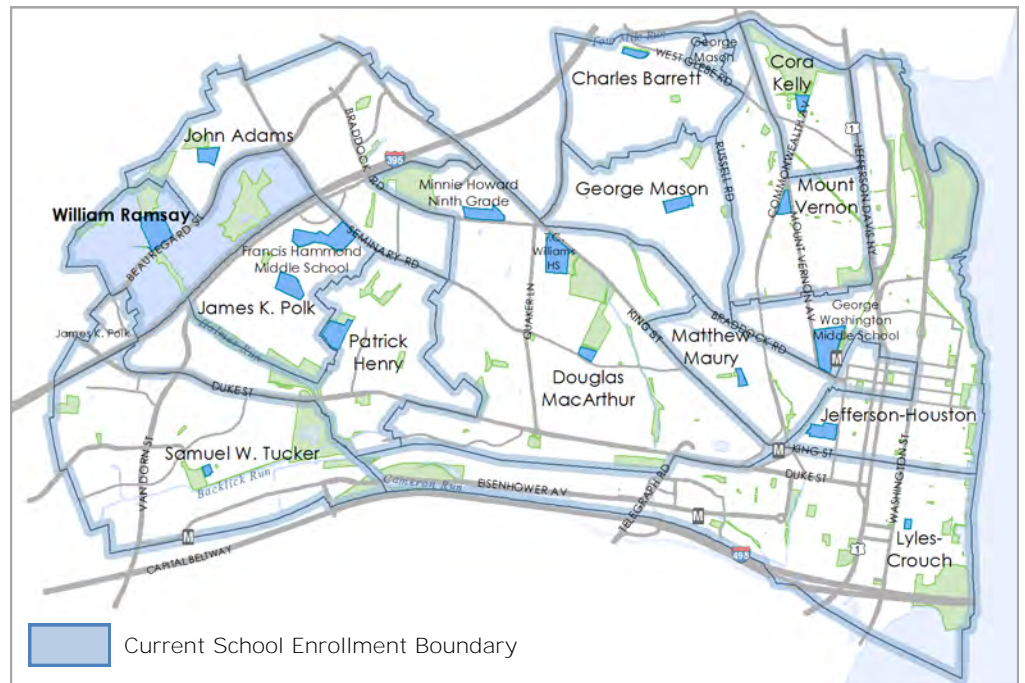 Four Mile Run
George
Mason
WEST GLEBE RD
Charles Barrett
Cora
Kelly
COMMONWEALTH AV
1
JEFFERSON DAVIS HY
John Adams
BRADDOCK RD
395
Minnie Howard
Ninth Grade
George Mason
RUSSELL RD
Mount
Vernon
MOUNT VERNON AV
William Ramsay
BEAUREGARD ST
Francis Hammond
Middle School
SEMINARY RD
T.C.
Williams
HS
James K. Polk
James K. Polk
Holmes Run
Patrick
Henry
QUAKER LN
KING ST
BRADDOCK RD
Matthew
Maury
George
Washington
Middle School
M
DUKE ST
Douglas
MacArthur
Jefferson-Houston
M
KING ST
DUKE ST
WASHINGTON ST
Samuel W. Tucker
VAN DORN ST
Backlick Run
Cameron Run
EISENHOWER AV
TELEGRAPH RD
M
M
CAPITAL BELTWAY
495
1
Lyles-
Crouch
Current School Enrollment Boundary